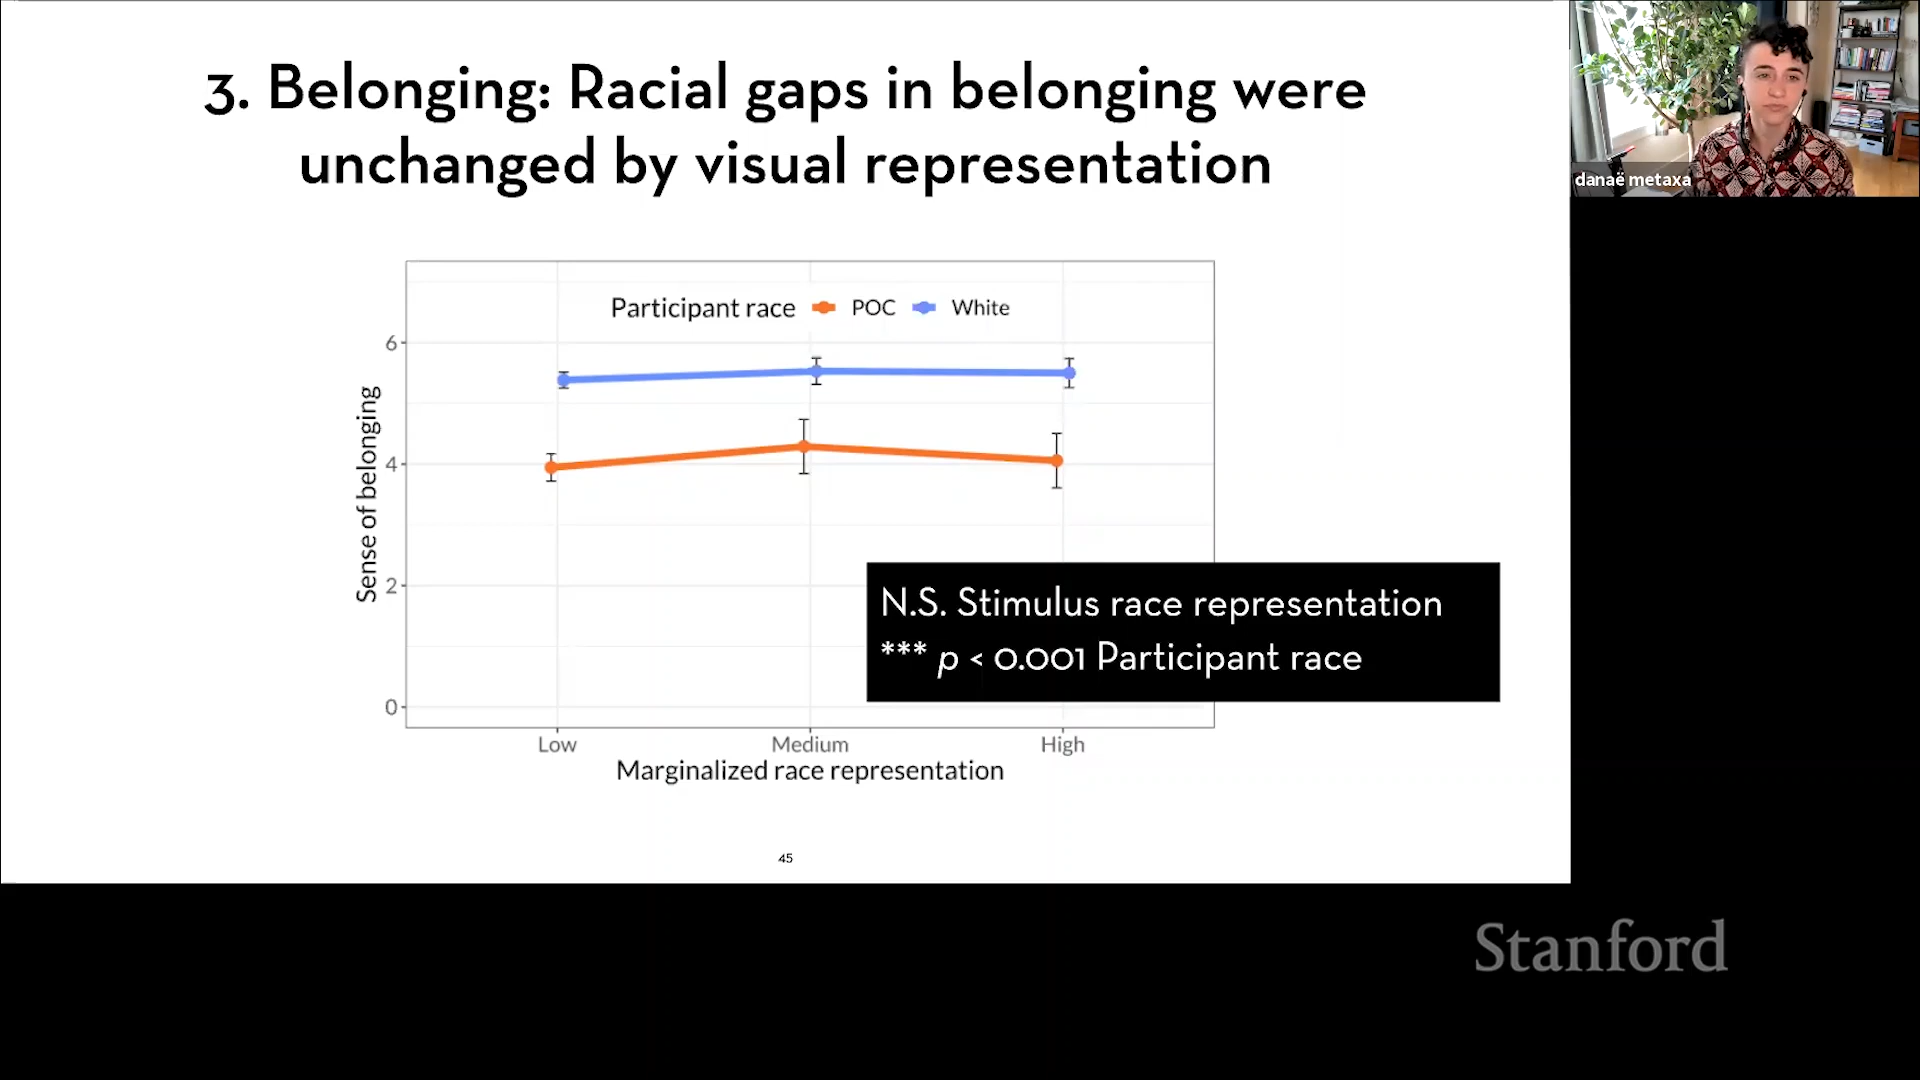 3. Belonging: Racial gaps in belonging were
unchanged by visual representation
danaë metaxa
Participant race POC White
Sense of belonging
6
4
2
0
Low Medium High
Marginalized race representation
N.S. Stimulus race representation
*** p < 0.001 Participant race
45
Stanford